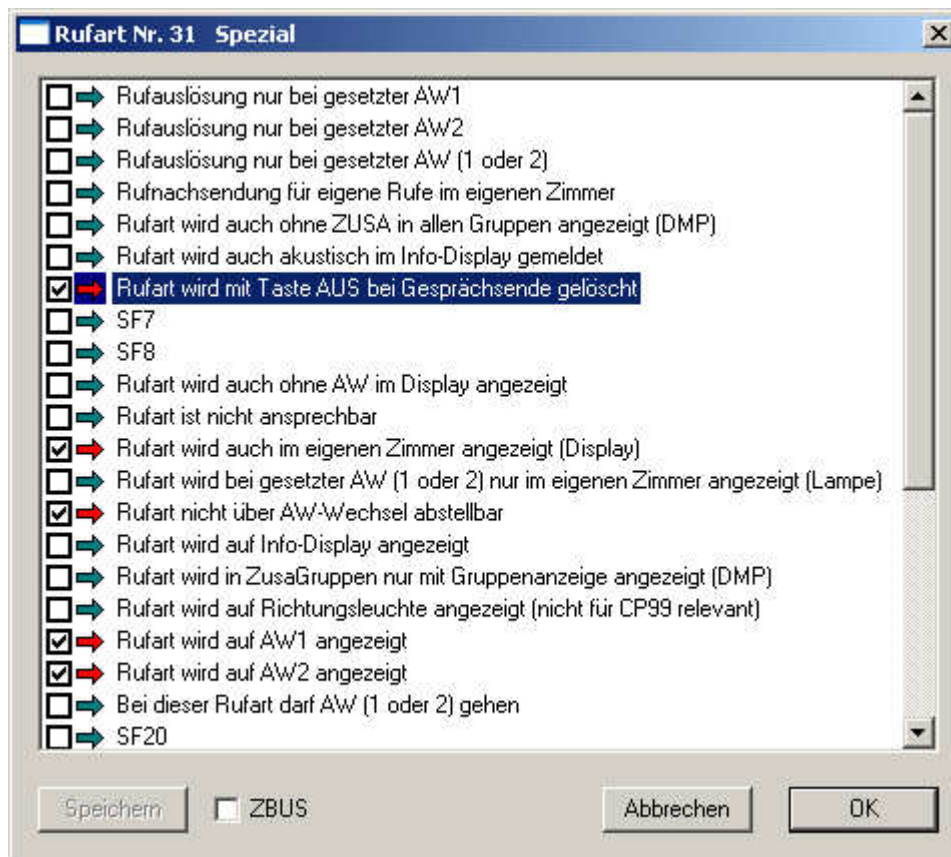 Rufart Nr. 31 Spezial
Rufauslösung nur bei gesetzter AW1
Rufauslösung nur bei gesetzter AW2
Rufauslösung nur bei gesetzter AW (1 oder 2)
Rufnachsendung für eigene Rufe im eigenen Zimmer
Rufart wird auch ohne ZUSA in allen Gruppen angezeigt (DMP)
Rufart wird auch akustisch im Info-Display gemeldet
Rufart wird mit Taste AUS bei Gesprächsende gelöscht
SF7
SF8
Rufart wird auch ohne AW im Display angezeigt
Rufart ist nicht ansprechbar
Rufart wird auch im eigenen Zimmer angezeigt (Display)
Rufart wird bei gesetzter AW (1 oder 2) nur im eigenen Zimmer angezeigt (Lampe)
Rufart nicht über AW-Wechsel abstellbar
Rufart wird auf Info-Display angezeigt
Rufart wird in ZusaGruppen nur mit Gruppenanzeige angezeigt (DMP)
Rufart wird auf Richtungsleuchte angezeigt (nicht für CP99 relevant)
Rufart wird auf AW1 angezeigt
Rufart wird auf AW2 angezeigt
Bei dieser Rufart darf AW (1 oder 2) gehen
SF20
Speichern ZBUS Abbrechen OK